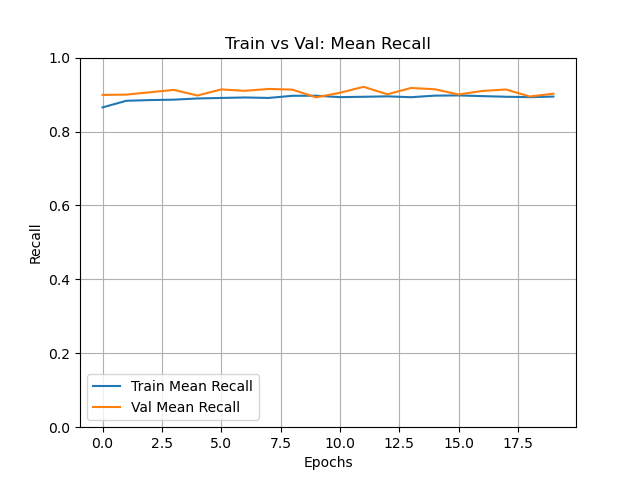 Train vs Val: Mean Recall
1.0
0.8
0.6
0.4
0.2
0.0
Recall
Train Mean Recall
Val Mean Recall
0.0 2.5 5.0 7.5 10.0 12.5 15.0 17.5
Epochs